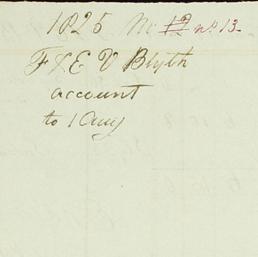 1825 No 12 no 13.
F & E V Blyth
account
to 1 Aug